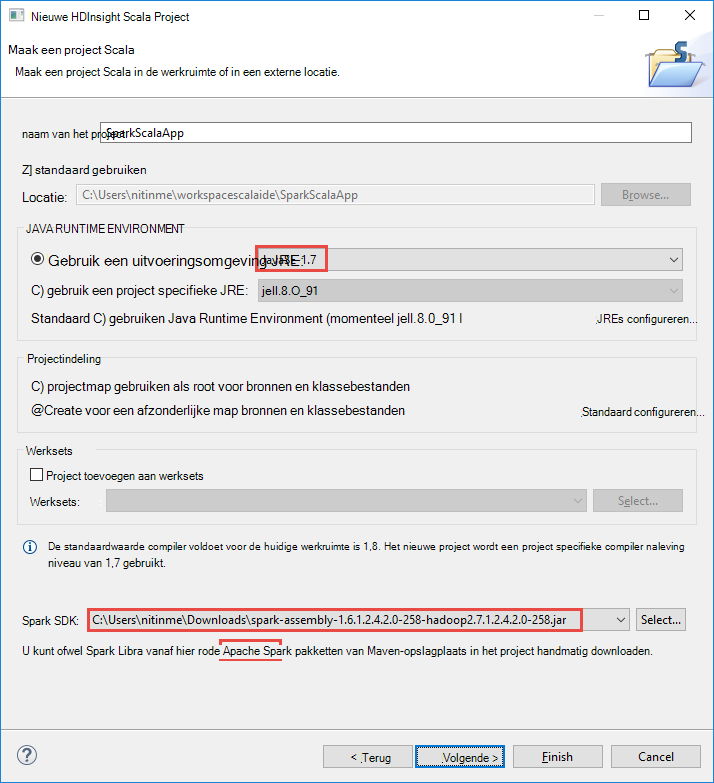 Nieuwe HDInsight Scala Project
Maak een project Scala
Maak een project Scala in de werkruimte of in een externe locatie.
naam van het project: SparkScalaApp
Z] standaard gebruiken
Locatie: C:\Users\nitinme\workspacescalaide\SparkScalaApp Browse...
JAVA RUNTIME ENVIRONMENT
Gebruik een uitvoeringsomgeving JRE: JavaSE-1.7
C) gebruik een project specifieke JRE: jell.8.O_91
Standaard C) gebruiken Java Runtime Environment (momenteel jell.8.0_91 l JREs configureren...
Projectindeling
C) projectmap gebruiken als root voor bronnen en klassebestanden
@Create voor een afzonderlijke map bronnen en klassebestanden Standaard configureren...
Werksets
Project toevoegen aan werksets
Werksets: Select...
De standaardwaarde compiler voldoet voor de huidige werkruimte is 1,8. Het nieuwe project wordt een project specifieke compiler naleving
niveau van 1,7 gebruikt.
Spark SDK: C:\Users\nitinme\Downloads\spark-assembly-1.6.1.2.4.2.0-258-hadoop2.7.1.2.4.2.0-258.jar Select...
U kunt ofwel Spark Libra vanaf hier rode Apache Spark pakketten van Maven-opslagplaats in het project handmatig downloaden.
? < Terug Volgende > Finish Cancel